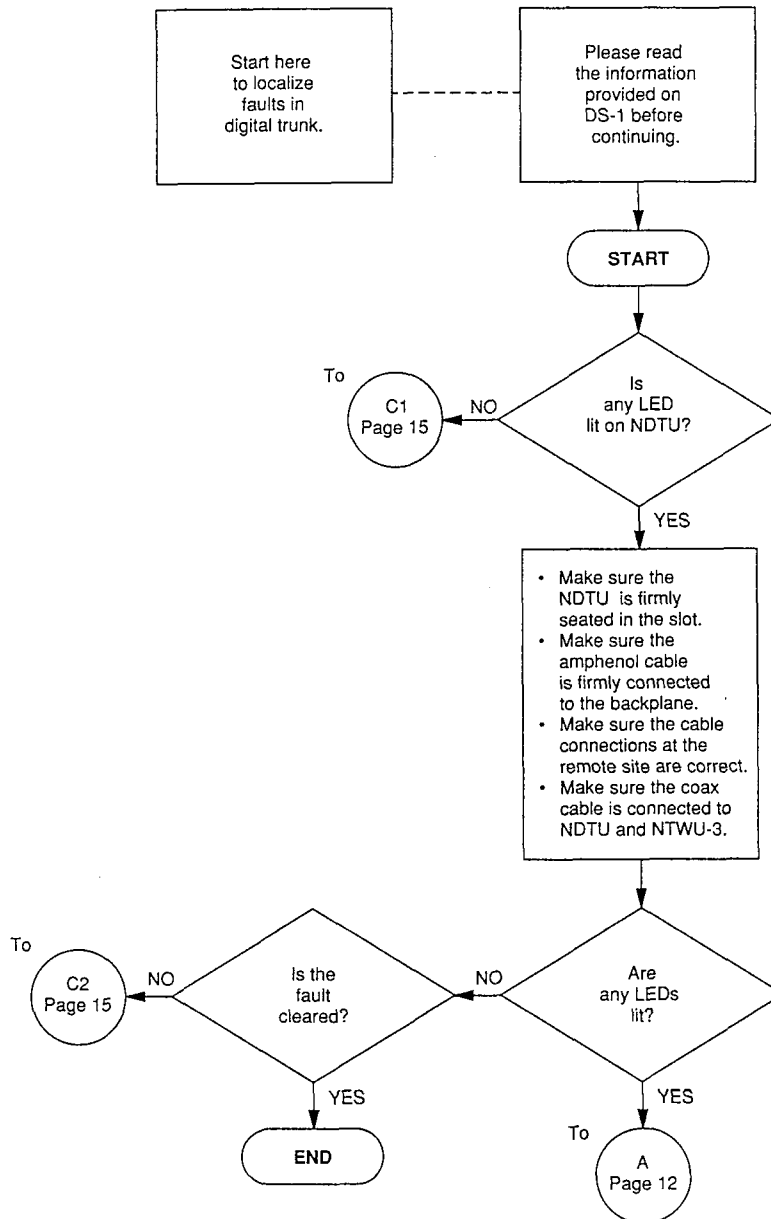 Start here
to localize
faults in
digital trunk.
Please read
the information
provided on
DS-1 before
continuing.
START
Is
any LED
lit on NDTU?
NO
To
C1
Page 15
YES
• Make sure the
NDTU is firmly
seated in the slot.
• Make sure the
amphenol cable
is firmly connected
to the backplane.
• Make sure the cable
connections at the
remote site are correct.
• Make sure the coax
cable is connected to
NDTU and NTWU-3.
Are
any LEDs
lit?
NO
Is the
fault
cleared?
NO
To
C2
Page 15
YES
END
YES
To
A
Page 12